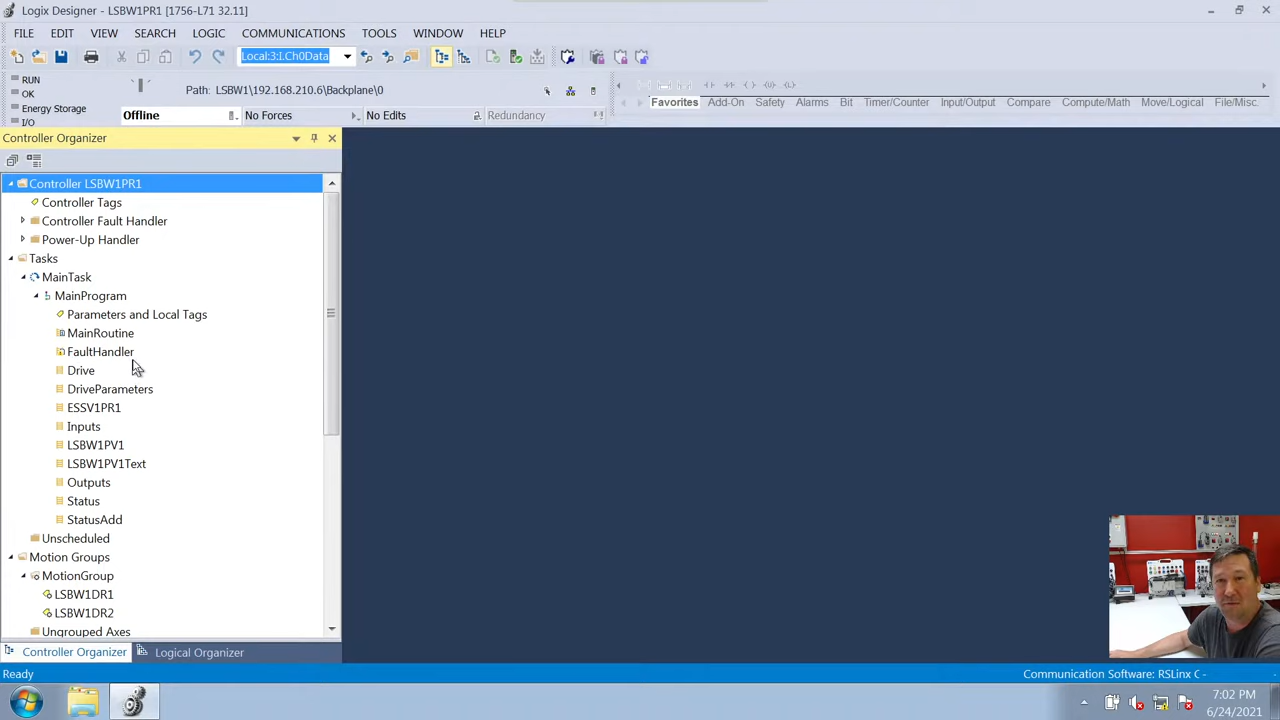 Logix Designer - LSBW1PR1 [1756-L71 32.11]
FILE EDIT VIEW SEARCH LOGIC COMMUNICATIONS TOOLS WINDOW HELP
Local:3:I.Ch0Data
RUN
OK
Energy Storage
I/O
Path: LSBW1\192.168.210.6\Backplane\0
Offline No Forces No Edits Redundancy
Favorites Add-On Safety Alarms Bit Timer/Counter Input/Output Compare Compute/Math Move/Logical File/Misc.
Controller Organizer
Controller LSBW1PR1
Controller Tags
Controller Fault Handler
Power-Up Handler
Tasks
MainTask
MainProgram
Parameters and Local Tags
MainRoutine
FaultHandler
Drive
DriveParameters
ESSV1PR1
Inputs
LSBW1PV1
LSBW1PV1Text
Outputs
Status
StatusAdd
Unscheduled
Motion Groups
MotionGroup
LSBW1DR1
LSBW1DR2
Ungrouped Axes
Controller Organizer Logical Organizer
Ready
Communication Software: RSLinx C -
7:02 PM
6/24/2021